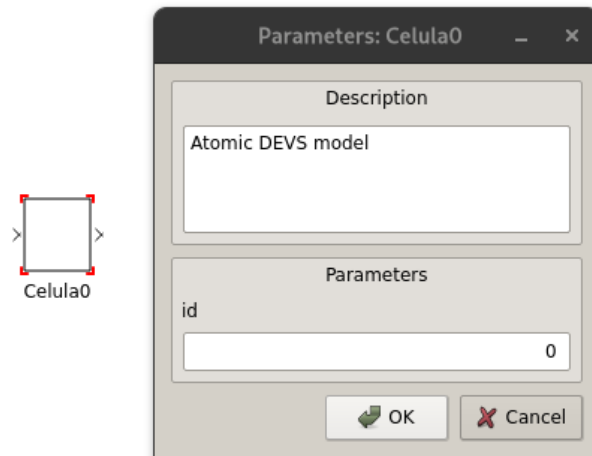 Parameters: Celula0
Description
Atomic DEVS model
Celula0
Parameters
id
0
OK
Cancel